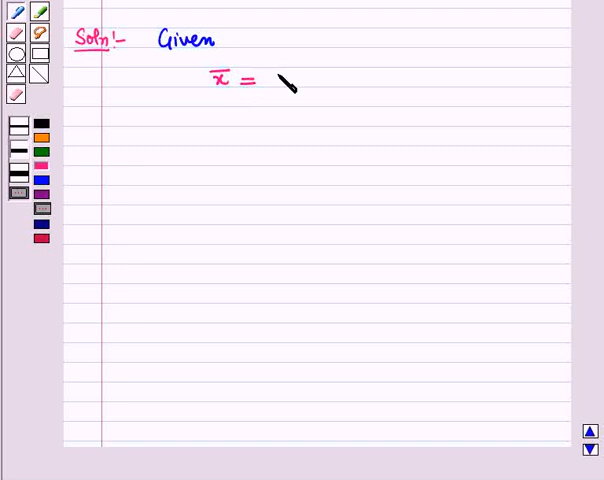 Soln!- Given
x̅ =